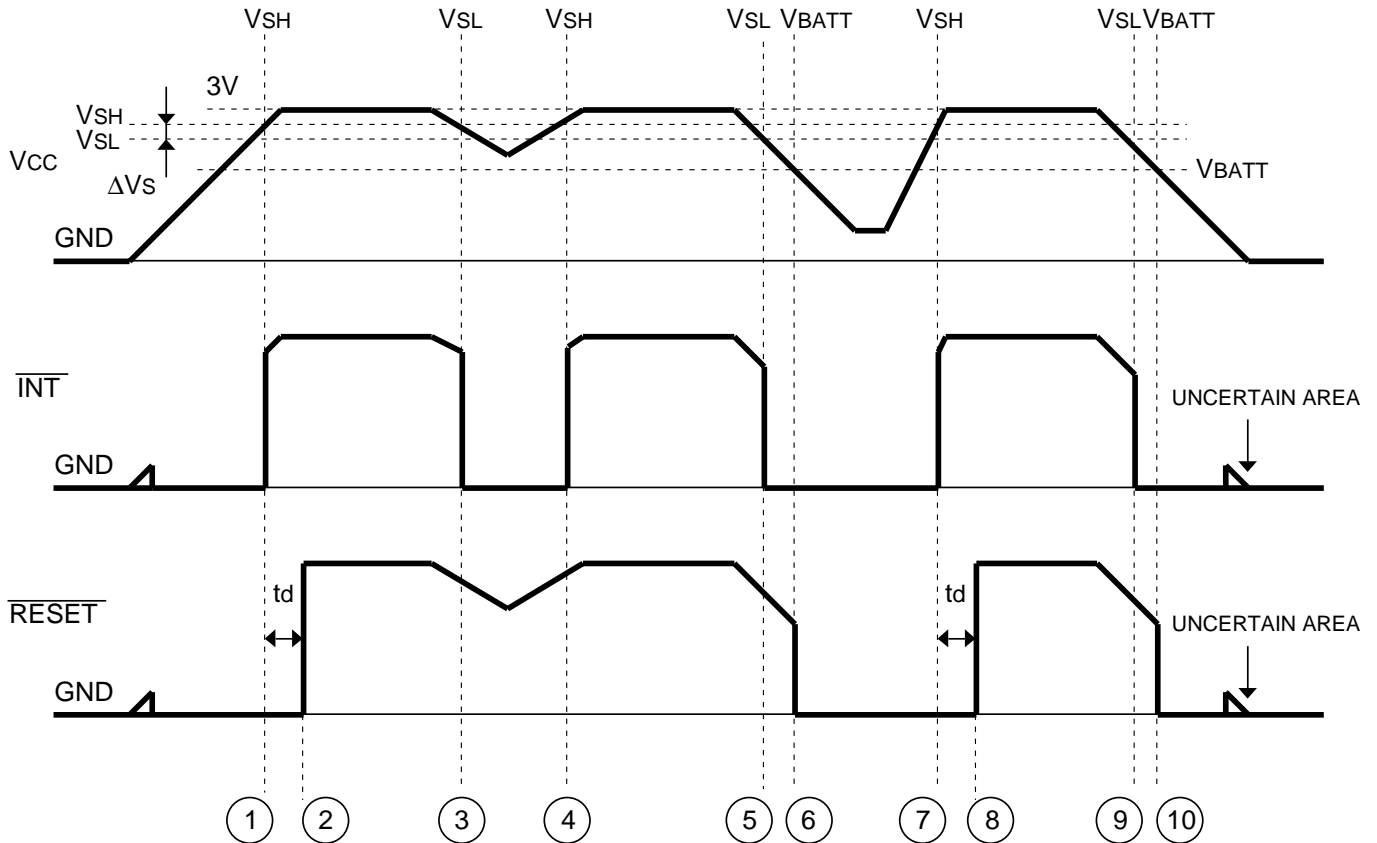 VSH VSL VSH VSL VBATT VSH VSL VBATT
3V
VSH
VSL
VCC
ΔVS
VBATT
GND
INT
UNCERTAIN AREA
GND
td
td
RESET
UNCERTAIN AREA
GND
1 2 3 4 5 6 7 8 9 10